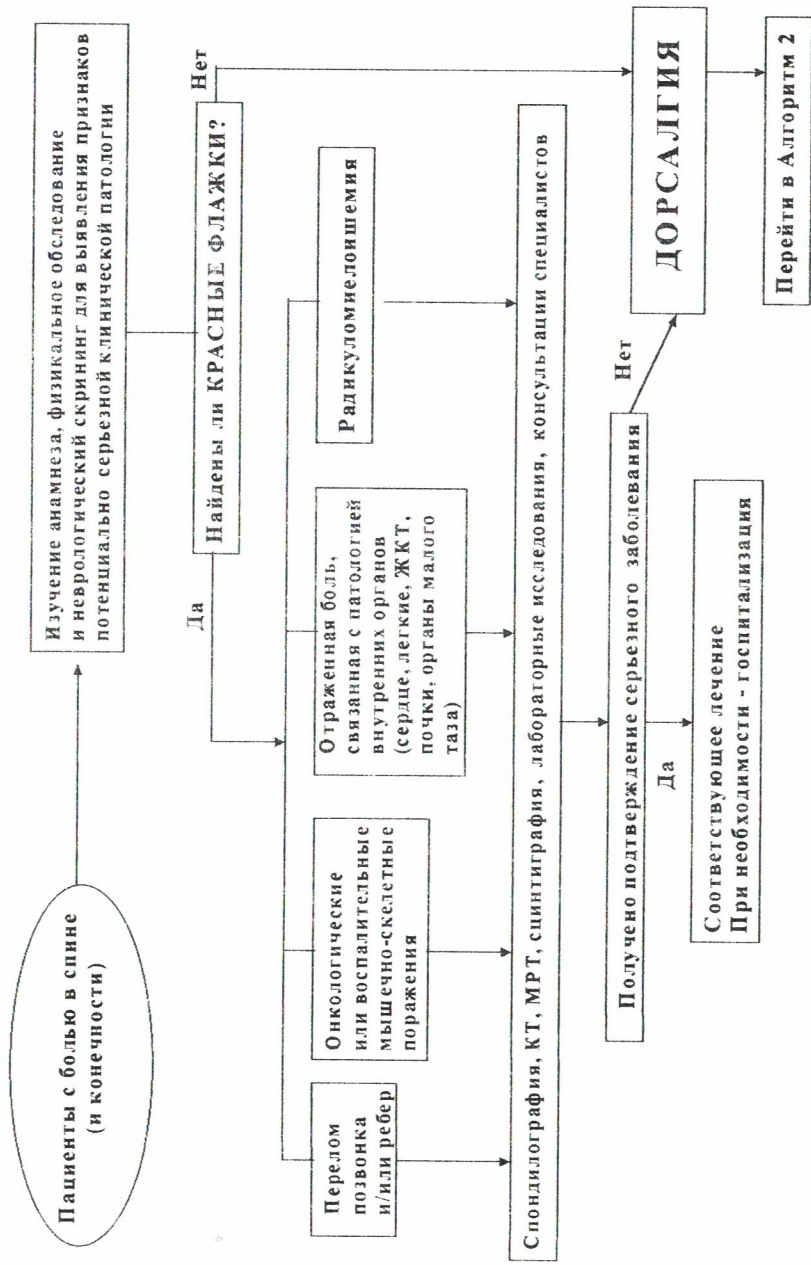 Пациенты с болью в спине
(и конечности)
Изучение анамнеза, физикальное обследование
и неврологический скрининг для выявления признаков
потенциально серьезной клинической патологии
Найдены ли КРАСНЫЕ ФЛАЖКИ?
Да
Нет
Перелом
позвонка
и/или ребер
Онкологические
или воспалительные
мышечно-скелетные
поражения
Отраженная боль,
связанная с патологией
внутренних органов
(сердце, легкие, ЖКТ,
почки, органы малого
таза)
Радикуломиелоишемия
Спондилография, КТ, МРТ, сцинтиграфия, лабораторные исследования, консультации специалистов
Получено подтверждение серьезного заболевания
Нет
Да
ДОРСАЛГИЯ
Соответствующее лечение
При необходимости - госпитализация
Перейти в Алгоритм 2